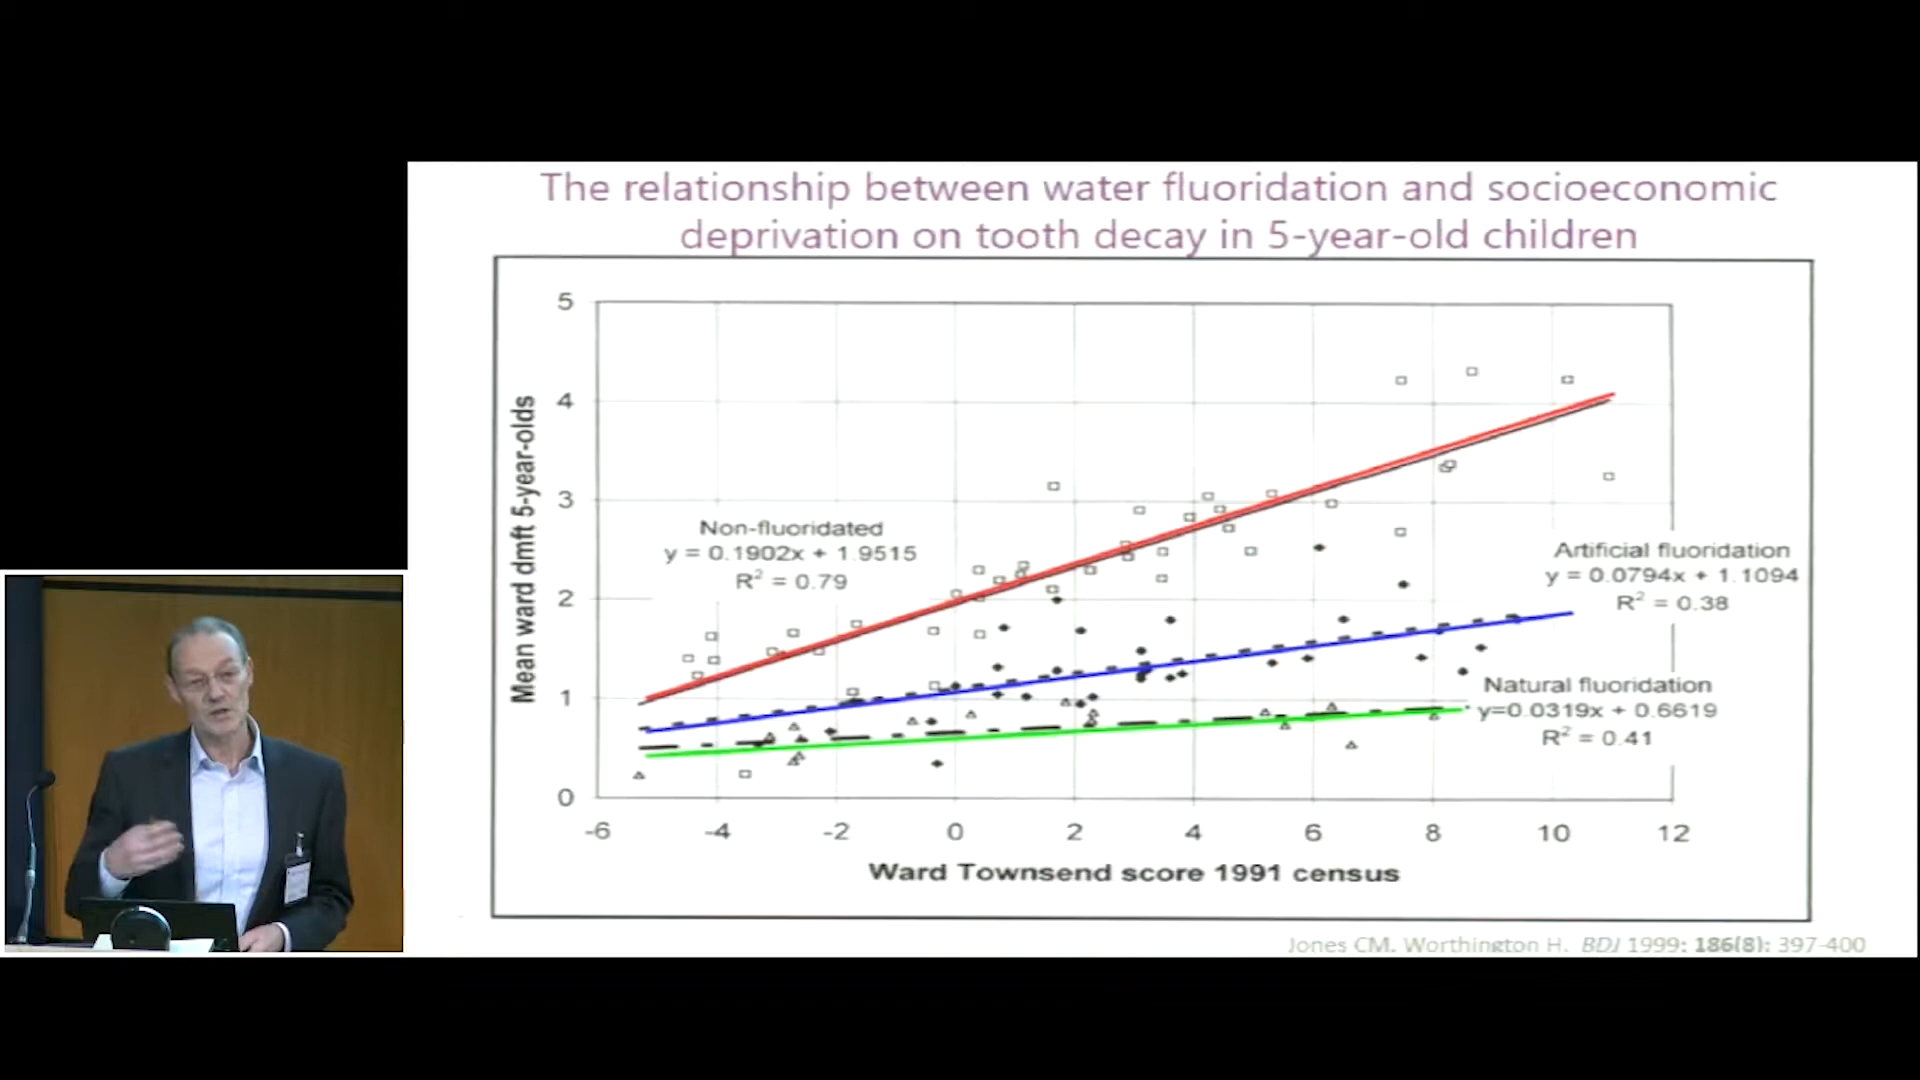 The relationship between water fluoridation and socioeconomic
deprivation on tooth decay in 5-year-old children
Mean ward dmft 5-year-olds
5
4
3
2
1
0
Non-fluoridated
y = 0.1902x + 1.9515
R² = 0.79
Artificial fluoridation
y = 0.0794x + 1.1094
R² = 0.38
Natural fluoridation
y=0.0319x + 0.6619
R² = 0.41
-6 -4 -2 0 2 4 6 8 10 12
Ward Townsend score 1991 census
Jones CM. Worthington H. BDJ 1999: 186(8): 397-400